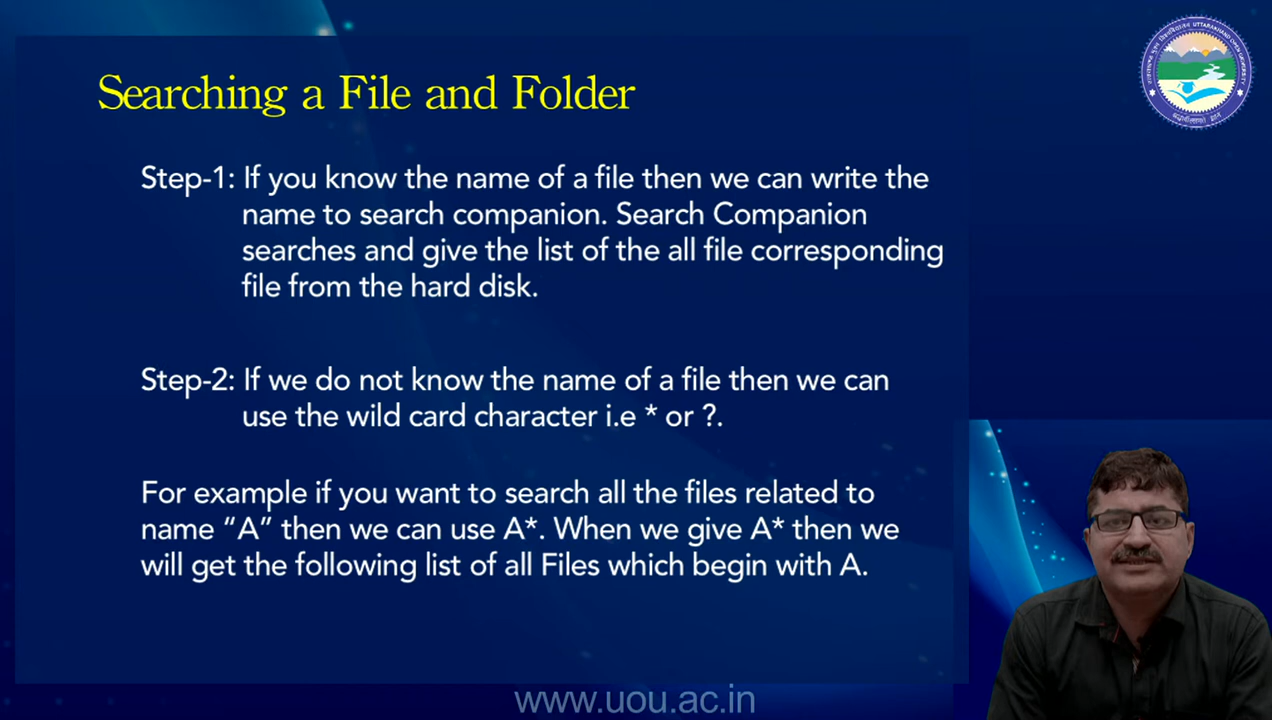 Searching a File and Folder
UTTARAKHAND OPEN UNIVERSITY
Step-1: If you know the name of a file then we can write the
name to search companion. Search Companion
searches and give the list of the all file corresponding
file from the hard disk.
Step-2: If we do not know the name of a file then we can
use the wild card character i.e * or ?.
For example if you want to search all the files related to
name “A” then we can use A*. When we give A* then we
will get the following list of all Files which begin with A.
www.uou.ac.in